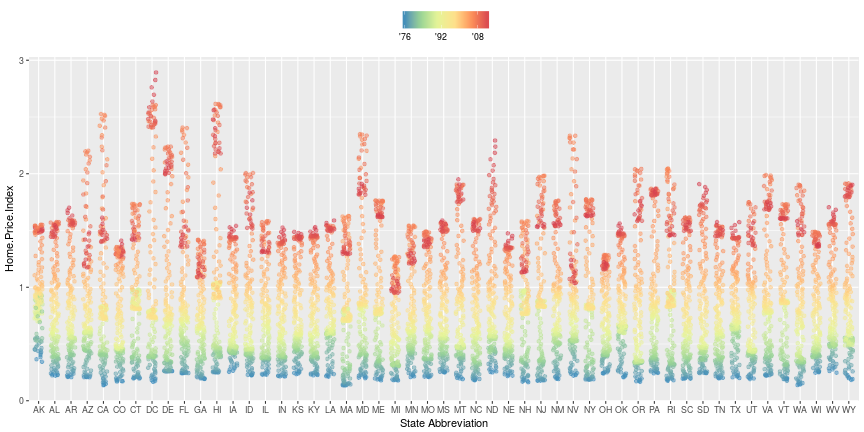 '76 '92 '08
3
2
1
0
Home.Price.Index
AK AL AR AZ CA CO CT DC DE FL GA HI IA ID IL IN KS KY LA MA MD ME MI MN MO MS MT NC ND NE NH NJ NM NV NY OH OK OR PA RI SC SD TN TX UT VA VT WA WI WV WY
State Abbreviation